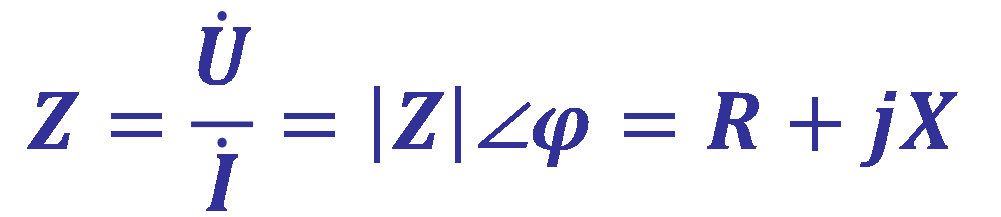 Z = U̇ / İ = |Z|∠φ = R + jX